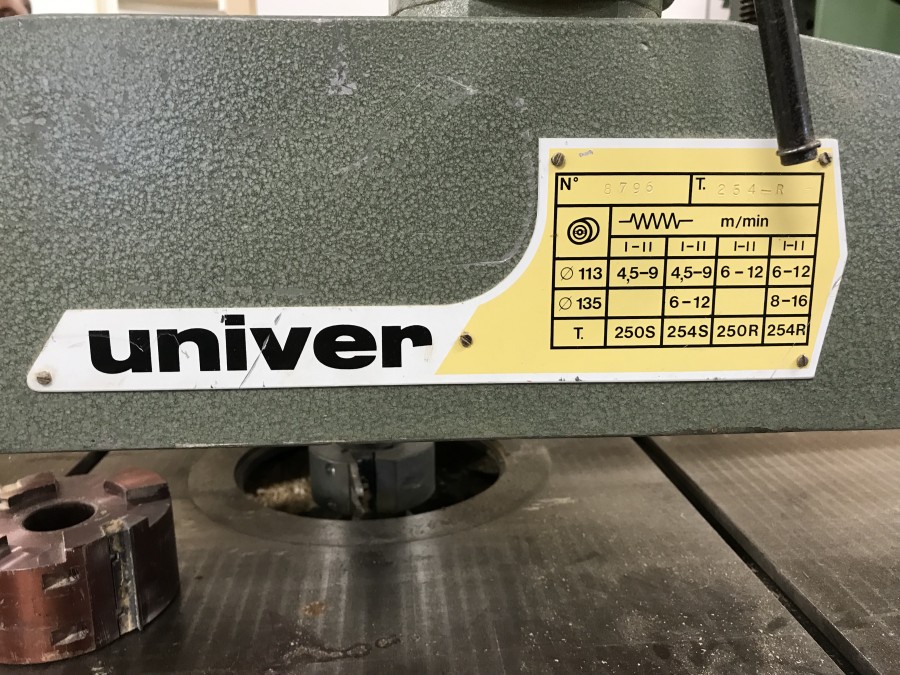 N° 8796 T. 254-R
m/min
I-II I-II I-II I-II
∅ 113 4,5-9 4,5-9 6-12 6-12
∅ 135 6-12 8-16
T. 250S 254S 250R 254R
univer